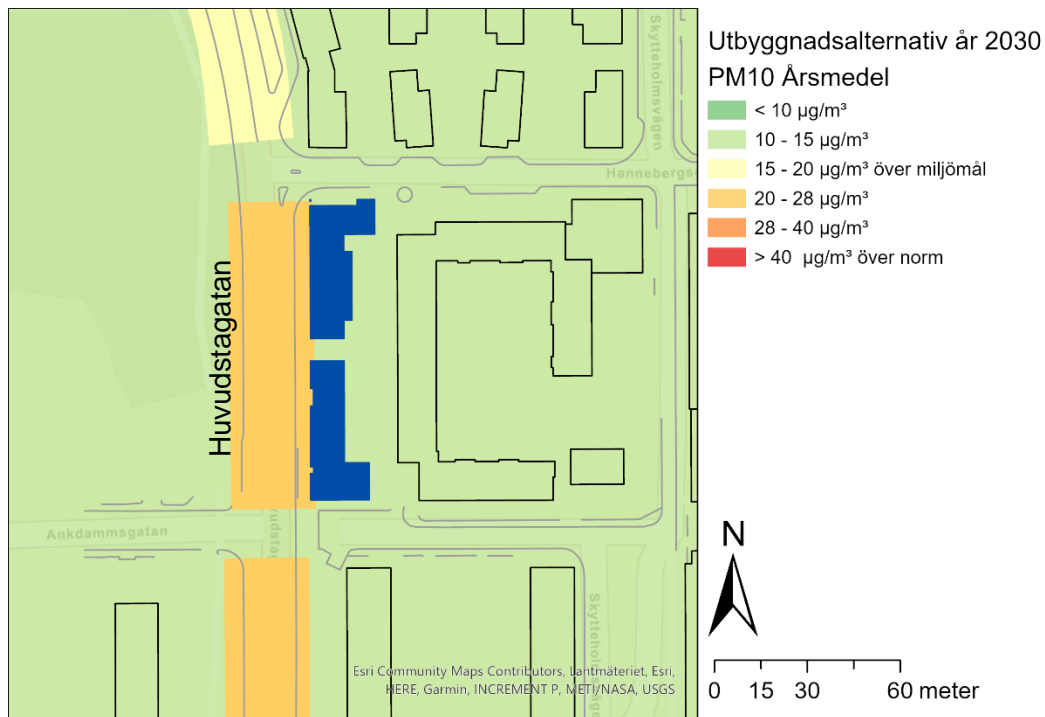 Utbyggnadsalternativ år 2030
PM10 Årsmedel
< 10 µg/m³
10 - 15 µg/m³
15 - 20 µg/m³ över miljömål
20 - 28 µg/m³
28 - 40 µg/m³
> 40 µg/m³ över norm
Skytteholmsvägen
Hannebergsg
Huvudstagatan
Ankdammsgatan
vudstag
Skytteholmsvägen
Esri Community Maps Contributors, Lantmäteriet, Esri,
HERE, Garmin, INCREMENT P, METI/NASA, USGS
N
0 15 30 60 meter